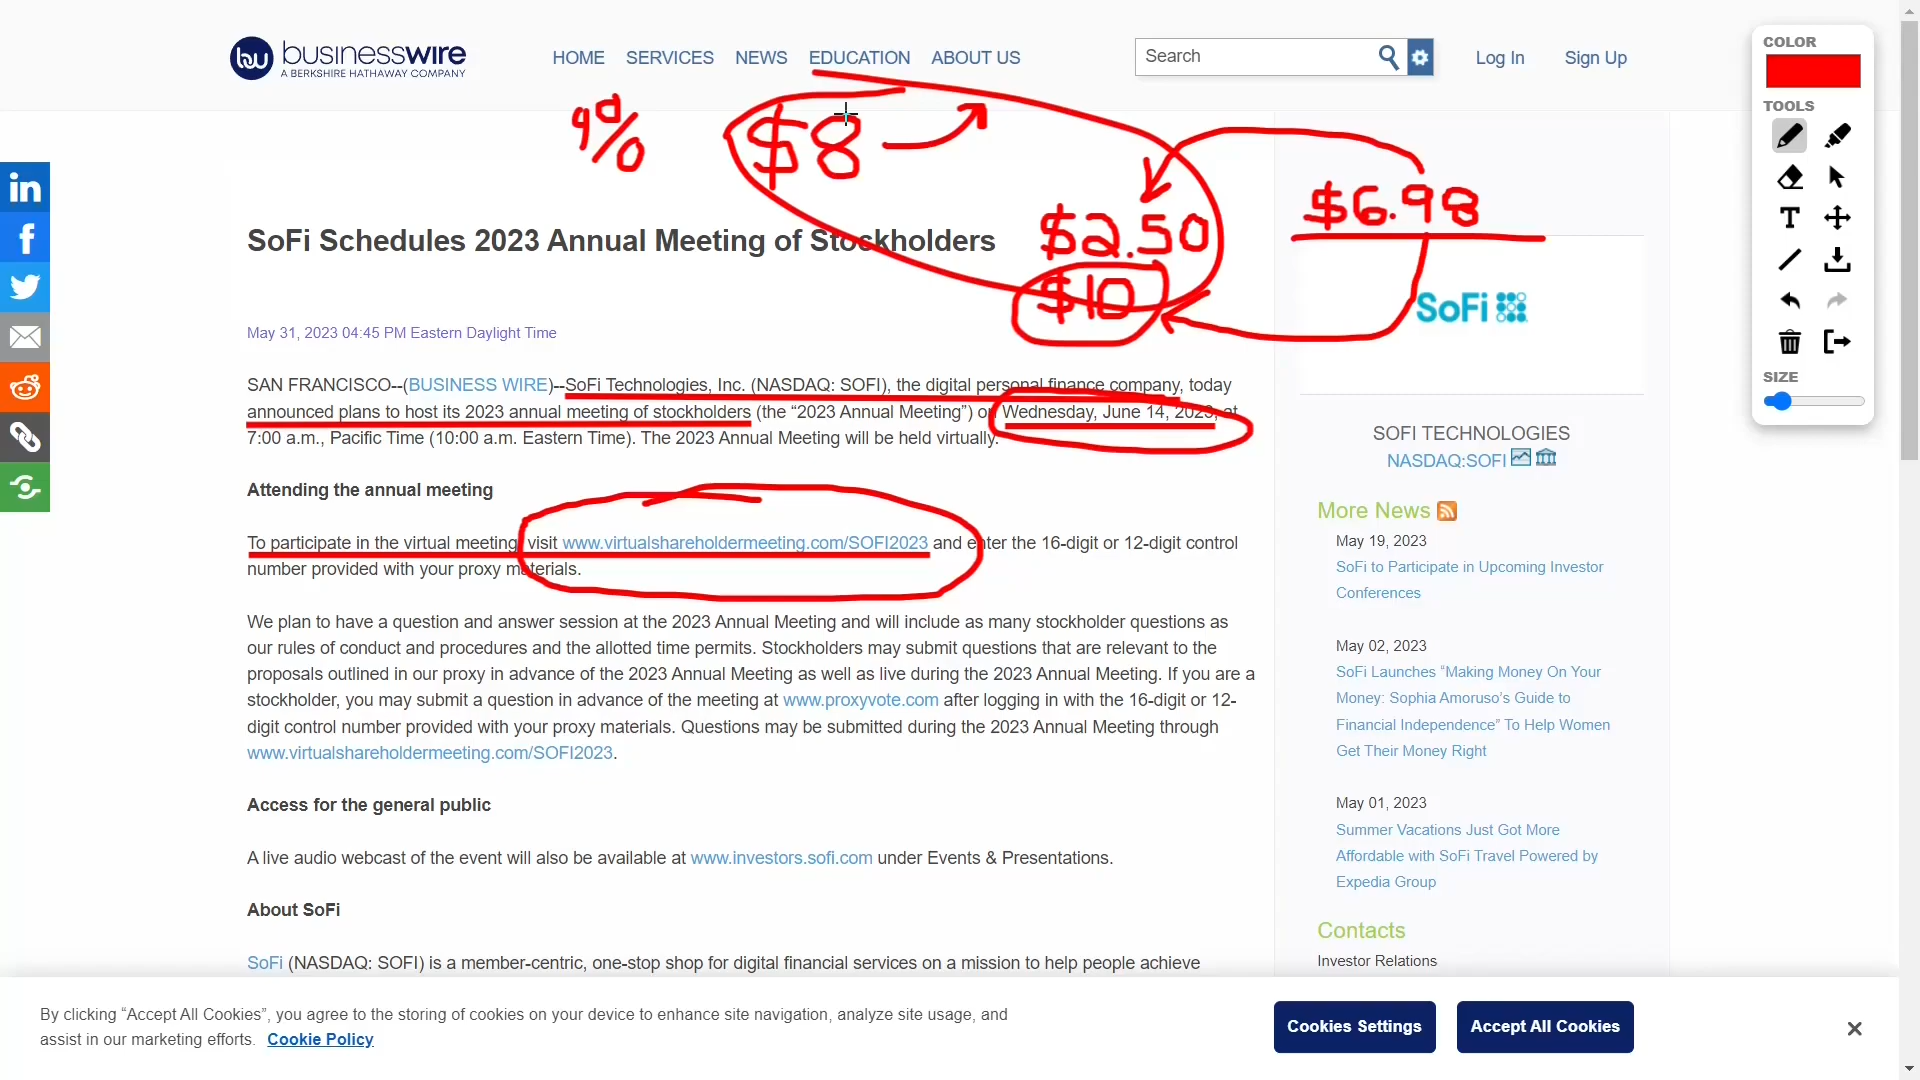 businesswire
A BERKSHIRE HATHAWAY COMPANY
HOME SERVICES NEWS EDUCATION ABOUT US
Search
Log In Sign Up
COLOR
TOOLS
SIZE
$8
$2.50
$10
$6.98
SoFi Schedules 2023 Annual Meeting of Stockholders
May 31, 2023 04:45 PM Eastern Daylight Time
SAN FRANCISCO--(BUSINESS WIRE)--SoFi Technologies, Inc. (NASDAQ: SOFI), the digital personal finance company, today
announced plans to host its 2023 annual meeting of stockholders (the “2023 Annual Meeting”) on Wednesday, June 14, 2023, at
7:00 a.m., Pacific Time (10:00 a.m. Eastern Time). The 2023 Annual Meeting will be held virtually.
Attending the annual meeting
To participate in the virtual meeting, visit www.virtualshareholdermeeting.com/SOFI2023 and enter the 16-digit or 12-digit control
number provided with your proxy materials.
We plan to have a question and answer session at the 2023 Annual Meeting and will include as many stockholder questions as
our rules of conduct and procedures and the allotted time permits. Stockholders may submit questions that are relevant to the
proposals outlined in our proxy in advance of the 2023 Annual Meeting as well as live during the 2023 Annual Meeting. If you are a
stockholder, you may submit a question in advance of the meeting at www.proxyvote.com after logging in with the 16-digit or 12-
digit control number provided with your proxy materials. Questions may be submitted during the 2023 Annual Meeting through
www.virtualshareholdermeeting.com/SOFI2023.
Access for the general public
A live audio webcast of the event will also be available at www.investors.sofi.com under Events & Presentations.
About SoFi
SoFi (NASDAQ: SOFI) is a member-centric, one-stop shop for digital financial services on a mission to help people achieve
SoFi
SOFI TECHNOLOGIES
NASDAQ:SOFI
More News
May 19, 2023
SoFi to Participate in Upcoming Investor
Conferences
May 02, 2023
SoFi Launches “Making Money On Your
Money: Sophia Amoruso’s Guide to
Financial Independence” To Help Women
Get Their Money Right
May 01, 2023
Summer Vacations Just Got More
Affordable with SoFi Travel Powered by
Expedia Group
Contacts
Investor Relations
By clicking “Accept All Cookies”, you agree to the storing of cookies on your device to enhance site navigation, analyze site usage, and
assist in our marketing efforts. Cookie Policy
Cookies Settings
Accept All Cookies